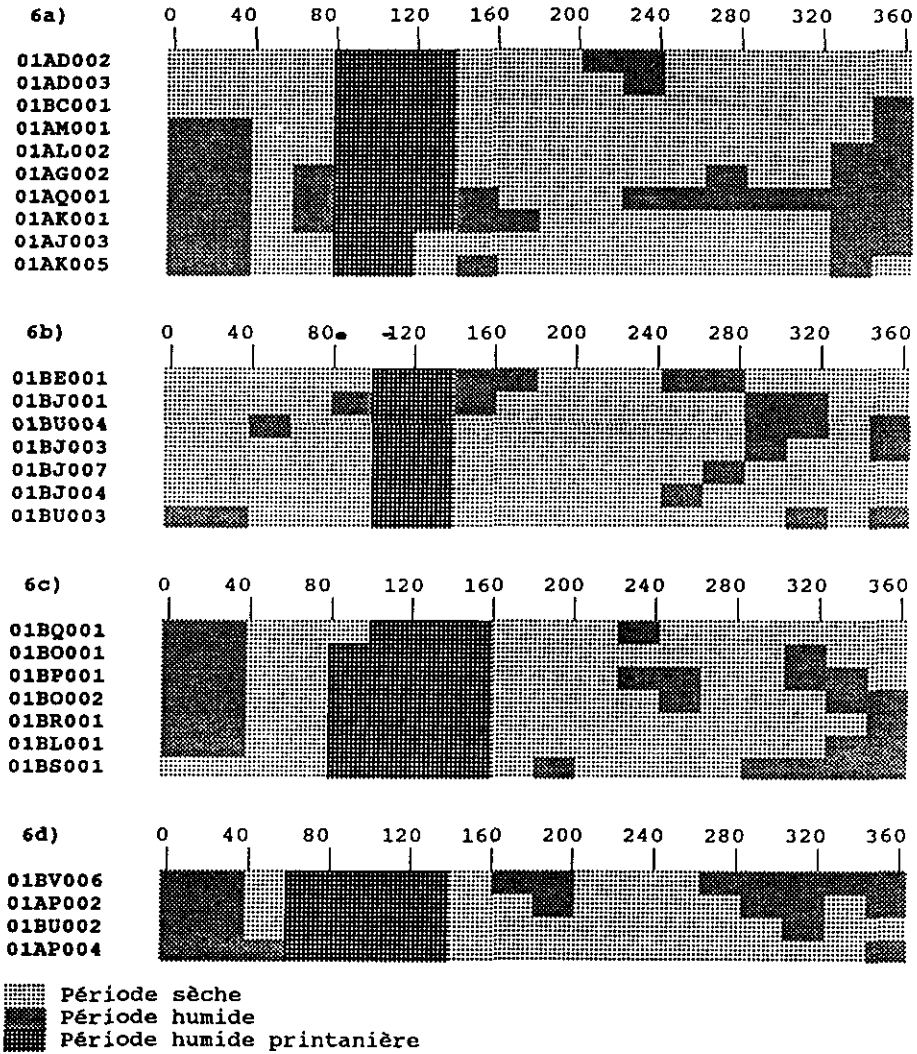 6a) 0 40 80 120 160 200 240 280 320 360
01AD002
01AD003
01BC001
01AM001
01AL002
01AG002
01AQ001
01AK001
01AJ003
01AK005
6b) 0 40 80 120 160 200 240 280 320 360
01BE001
01BJ001
01BU004
01BJ003
01BJ007
01BJ004
01BU003
6c) 0 40 80 120 160 200 240 280 320 360
01BQ001
01BO001
01BP001
01BO002
01BR001
01BL001
01BS001
6d) 0 40 80 120 160 200 240 280 320 360
01BV006
01AP002
01BU002
01AP004
Période sèche
Période humide
Période humide printanière